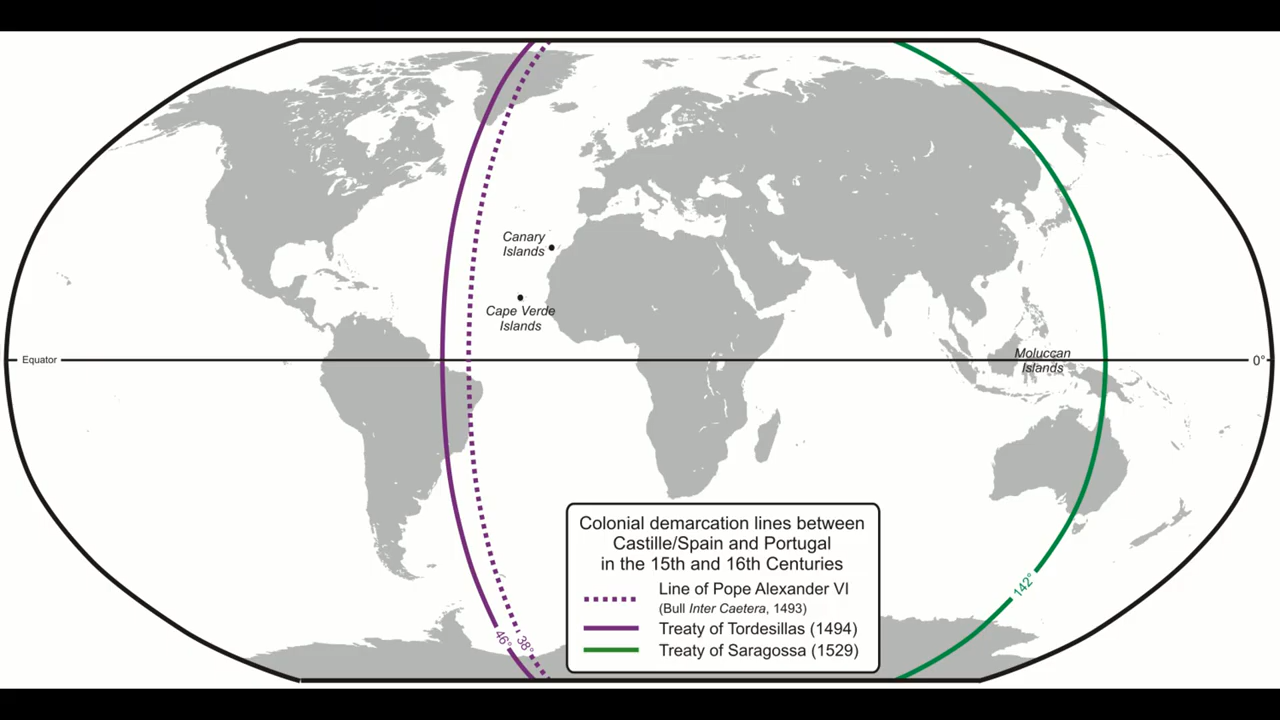 Canary
Islands
Cape Verde
Islands
Equator
Moluccan
Islands
0°
46°
38°
142°
Colonial demarcation lines between
Castille/Spain and Portugal
in the 15th and 16th Centuries
Line of Pope Alexander VI
(Bull Inter Caetera, 1493)
Treaty of Tordesillas (1494)
Treaty of Saragossa (1529)